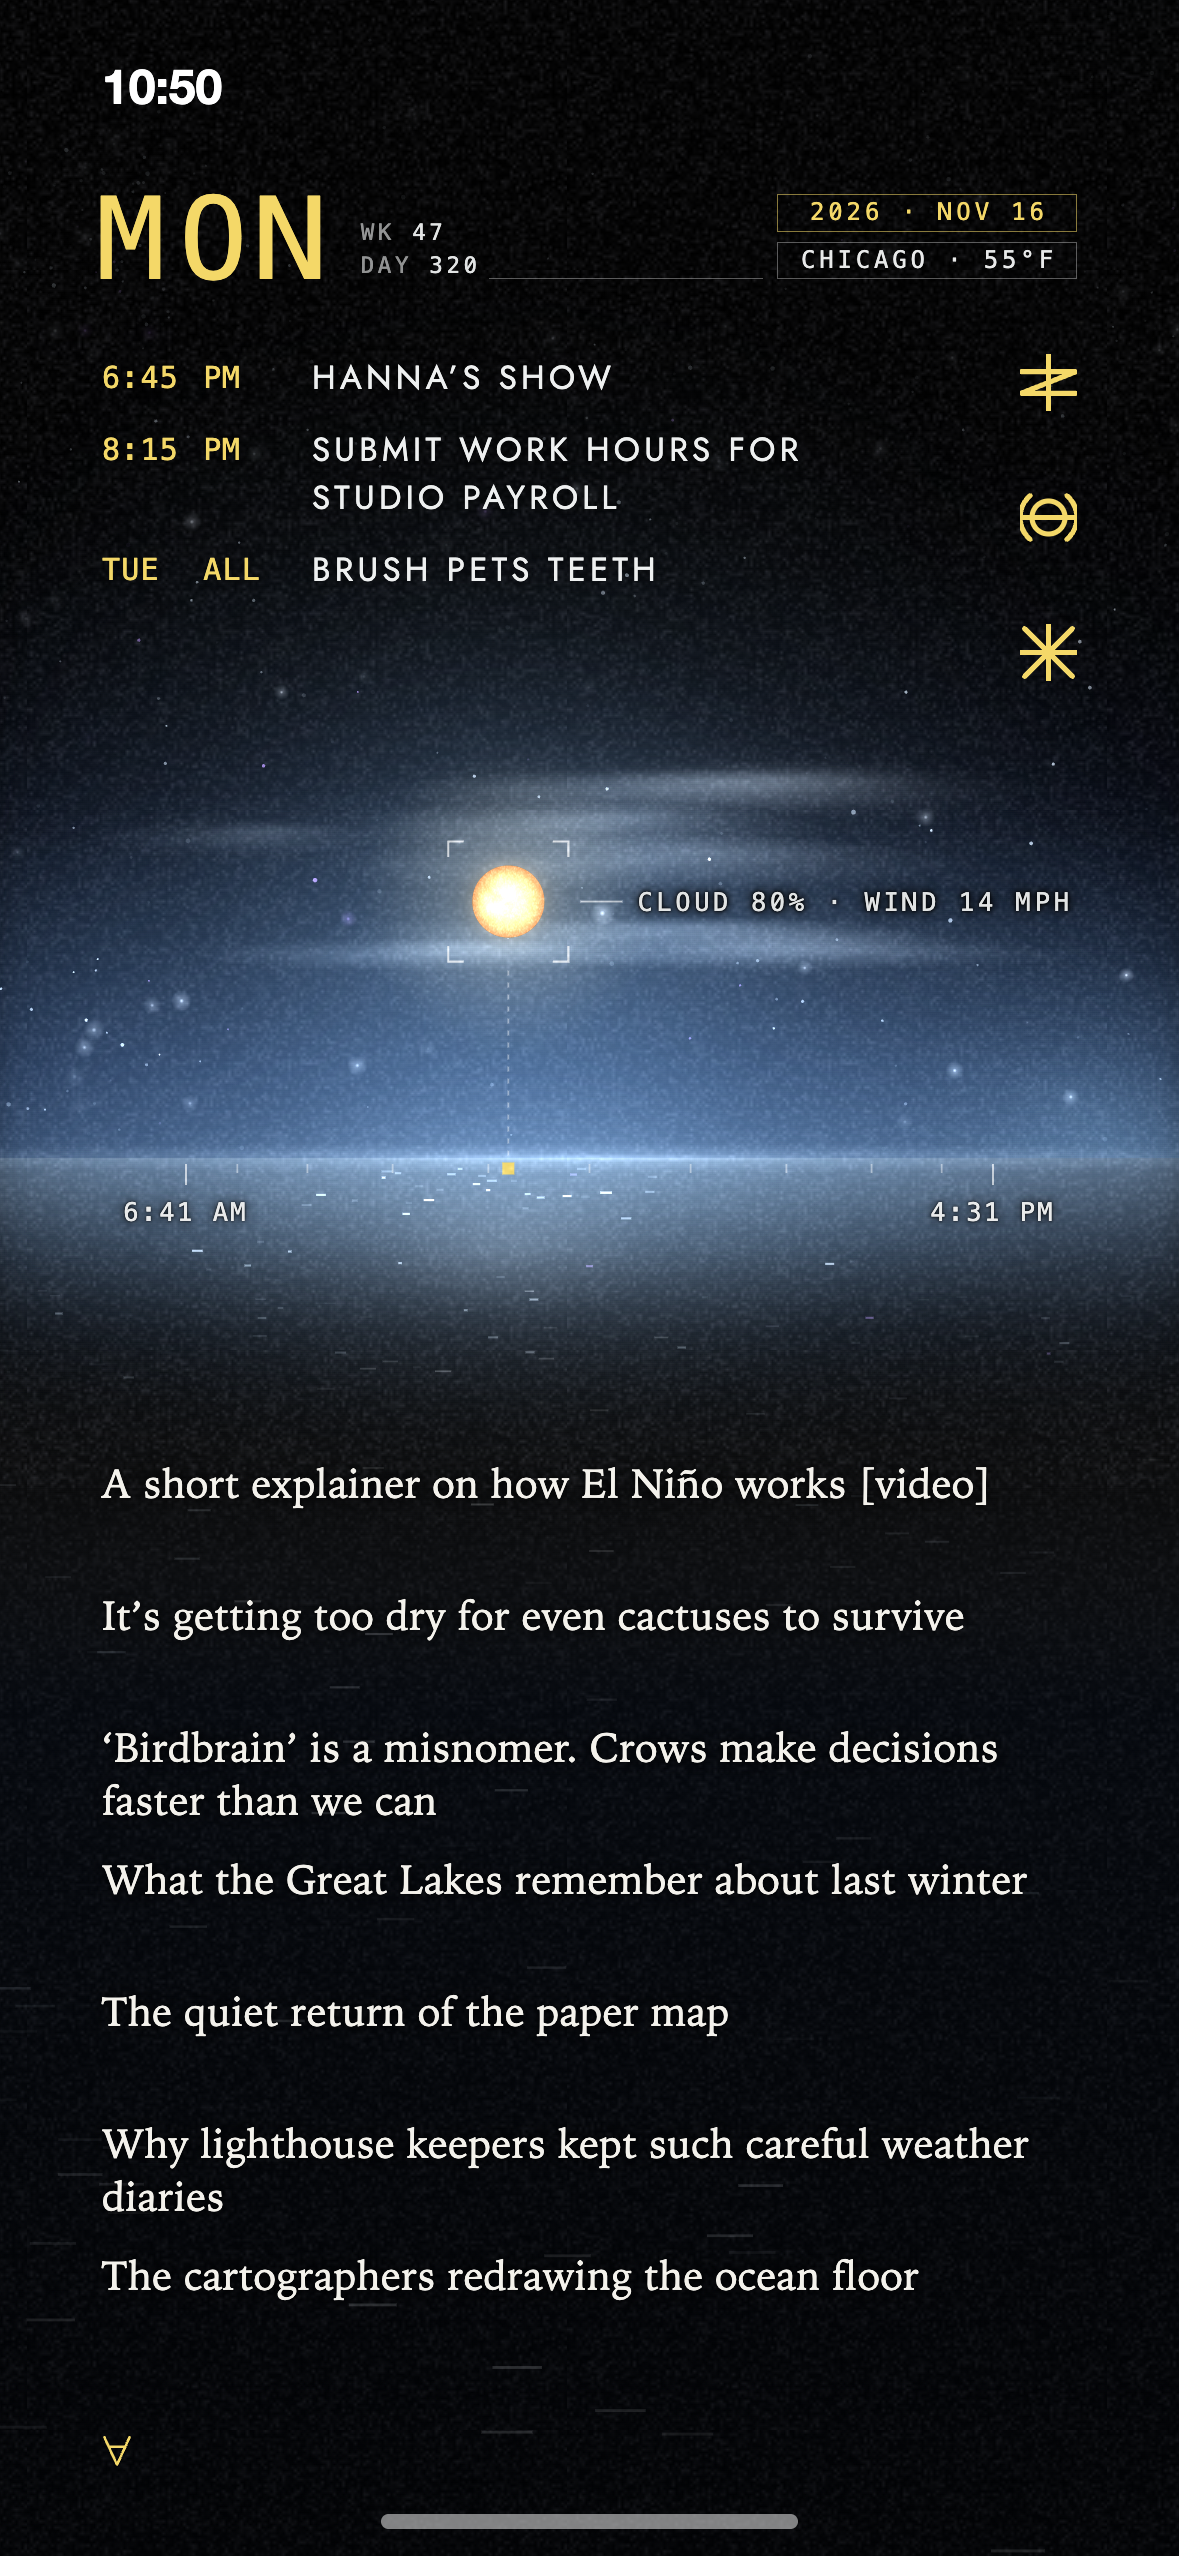 10:50
MON
WK 47
DAY 320
2026 · NOV 16
CHICAGO · 55°F
6:45 PM HANNA’S SHOW
8:15 PM SUBMIT WORK HOURS FOR
STUDIO PAYROLL
TUE ALL BRUSH PETS TEETH
CLOUD 80% · WIND 14 MPH
6:41 AM
4:31 PM
A short explainer on how El Niño works [video]
It’s getting too dry for even cactuses to survive
‘Birdbrain’ is a misnomer. Crows make decisions
faster than we can
What the Great Lakes remember about last winter
The quiet return of the paper map
Why lighthouse keepers kept such careful weather
diaries
The cartographers redrawing the ocean floor